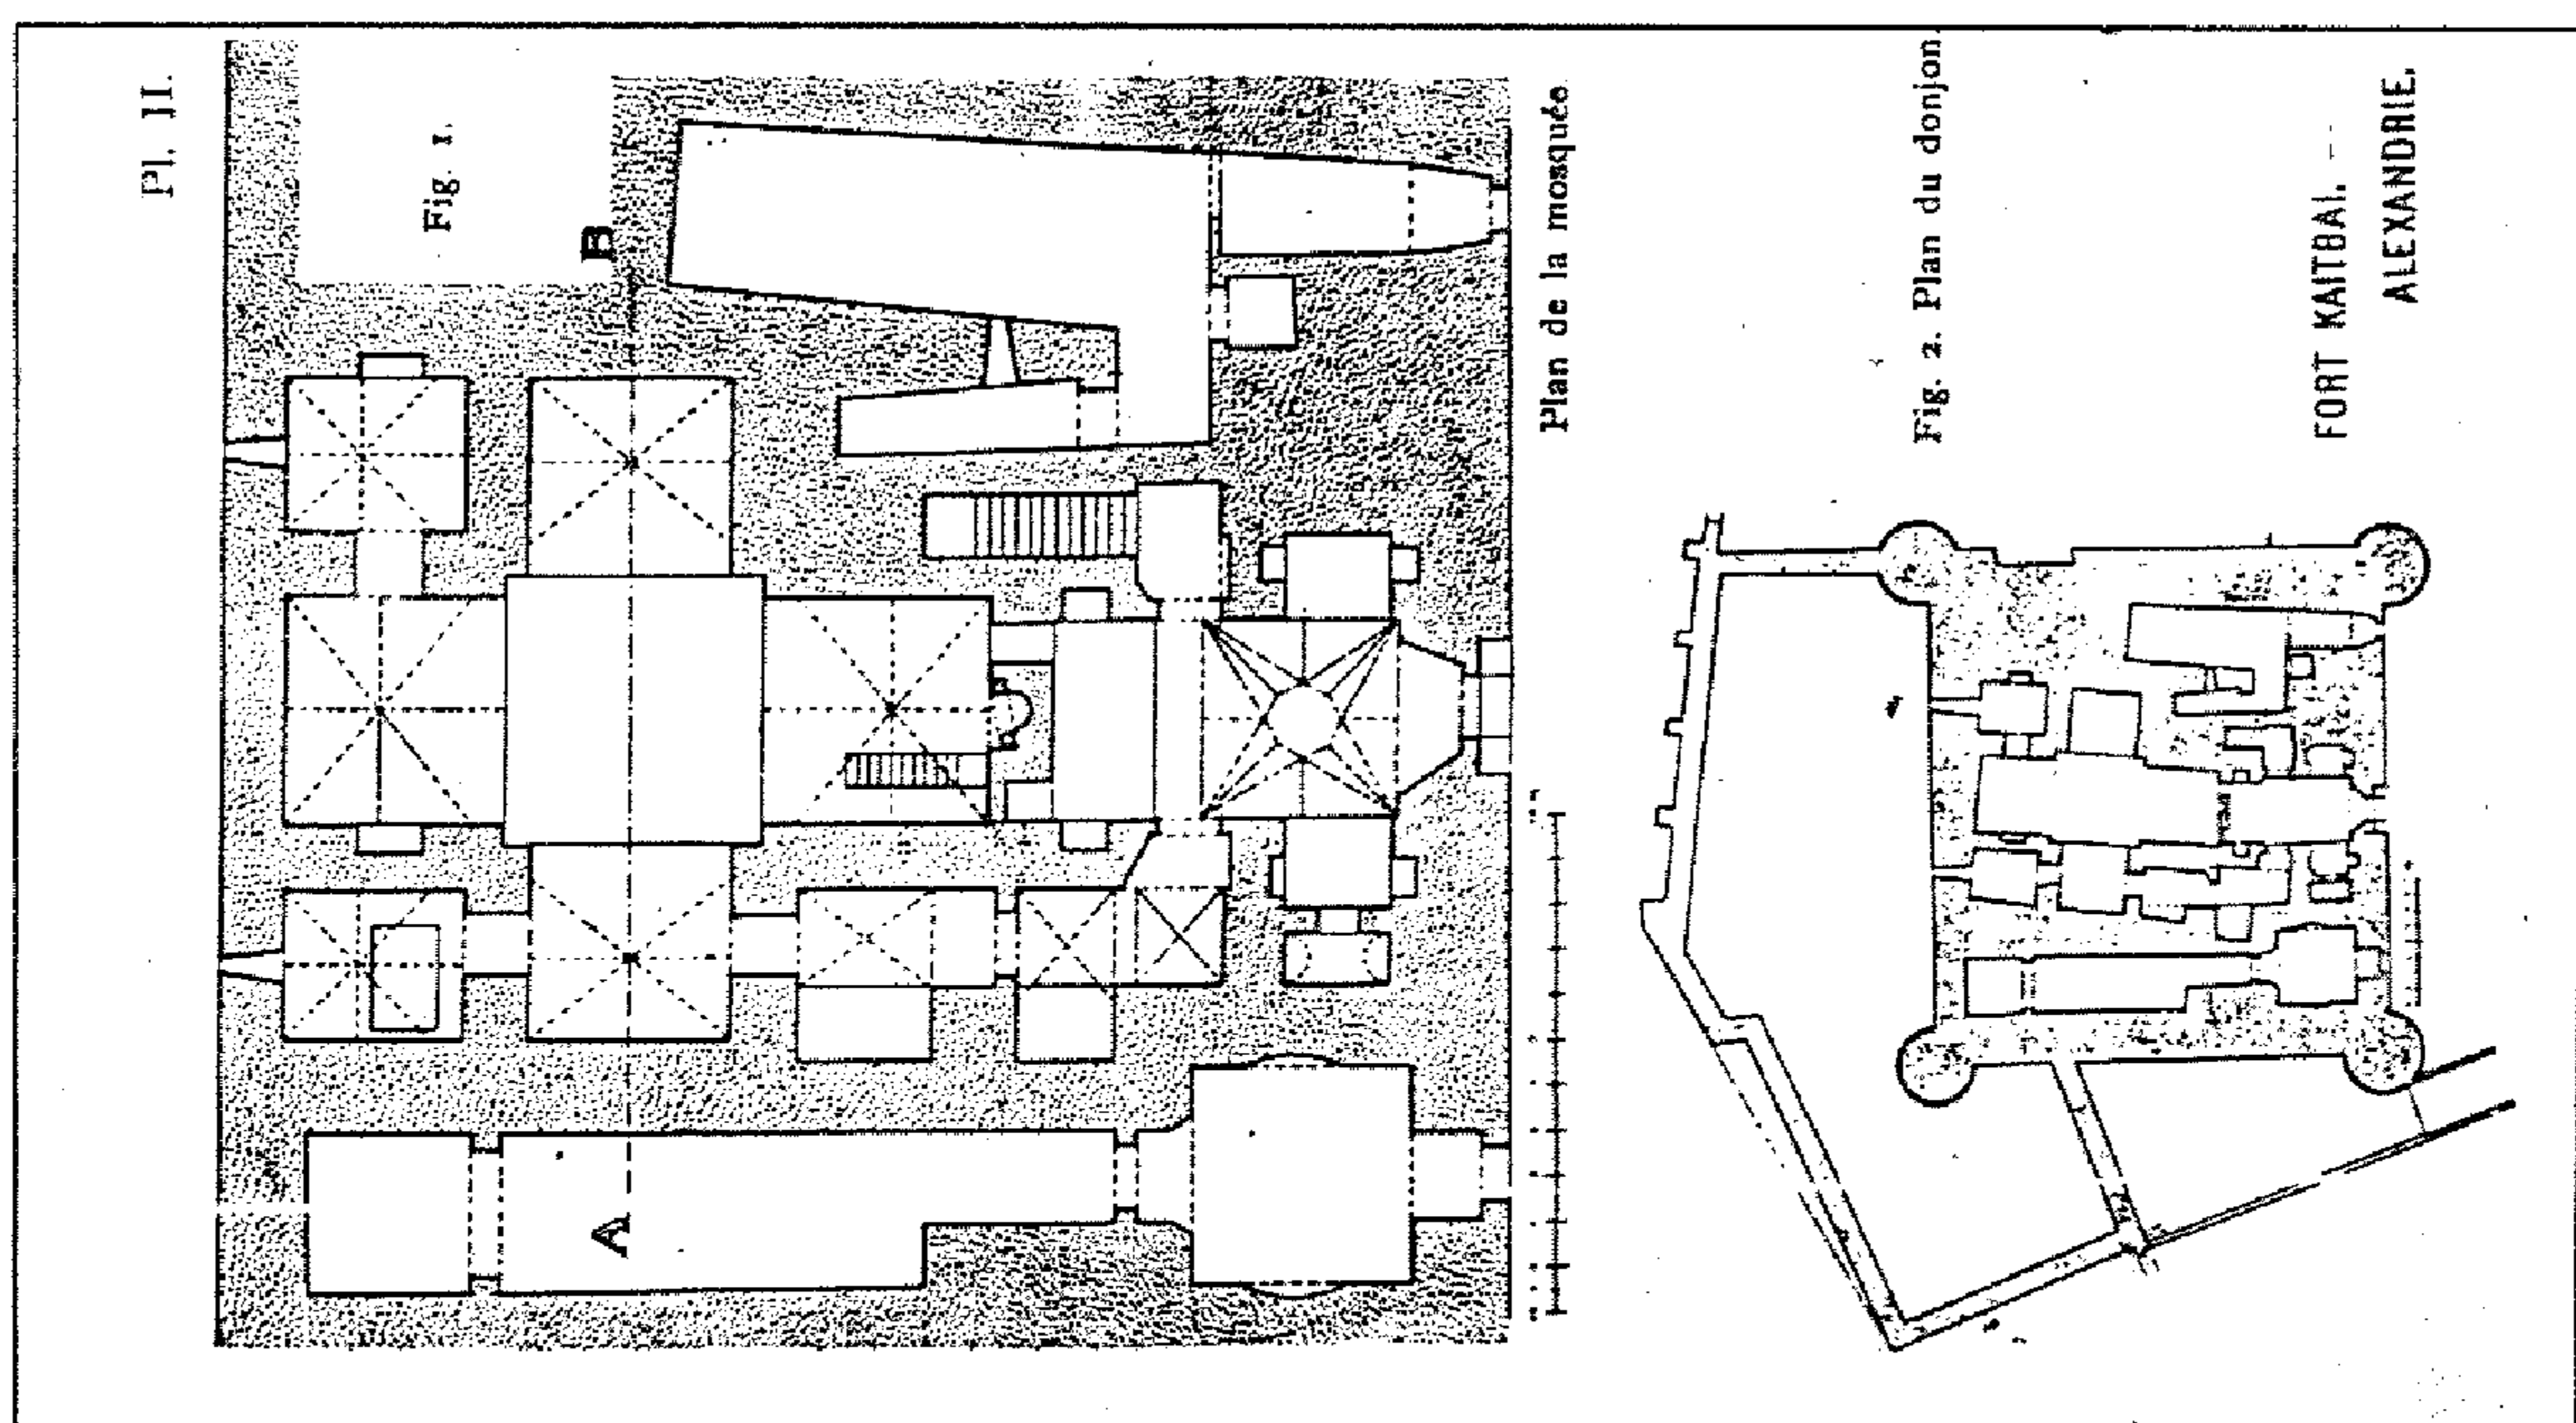 Pl. II.
Fig. 1.
B
A
Plan de la mosquée
Fig. 2. Plan du donjon.
FORT KAITBAI.
ALEXANDRIE.